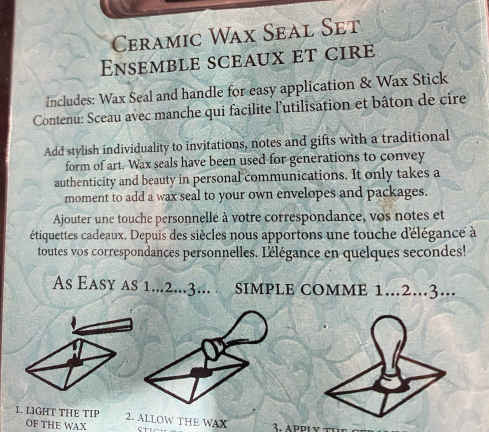 CERAMIC WAX SEAL SET
ENSEMBLE SCEAUX ET CIRE
Includes: Wax Seal and handle for easy application & Wax Stick
Contenu: Sceau avec manche qui facilite l'utilisation et bâton de cire
Add stylish individuality to invitations, notes and gifts with a traditional
form of art. Wax seals have been used for generations to convey
authenticity and beauty in personal communications. It only takes a
moment to add a wax seal to your own envelopes and packages.
Ajouter une touche personnelle à votre correspondance, vos notes et
étiquettes cadeaux. Depuis des siècles nous apportons une touche d'élégance à
toutes vos correspondances personnelles. L'élégance en quelques secondes!
AS EASY AS 1...2...3... SIMPLE COMME 1...2...3...
1. LIGHT THE TIP
OF THE WAX
2. ALLOW THE WAX
3. APPLY THE